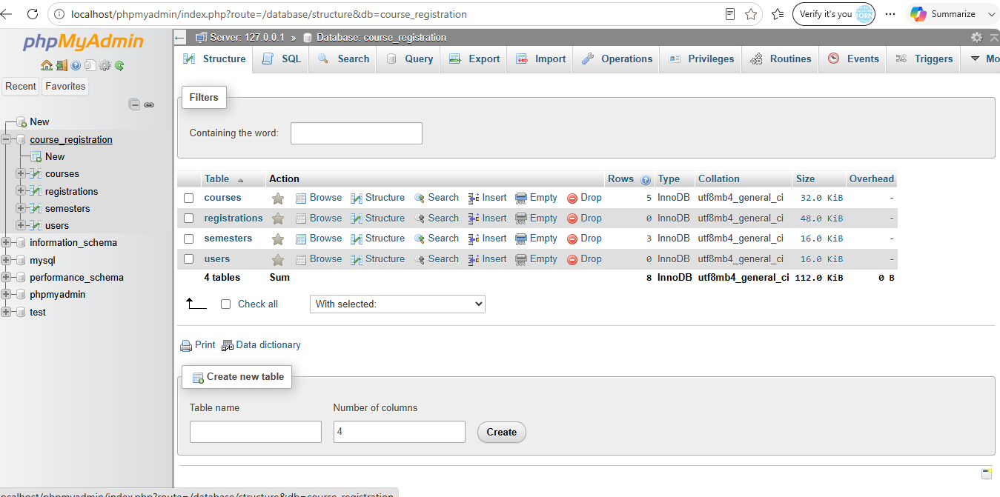 localhost/phpmyadmin/index.php?route=/database/structure&db=course_registration
Verify it's you
Summarize
phpMyAdmin
Recent
Favorites
New
course_registration
New
courses
registrations
semesters
users
information_schema
mysql
performance_schema
phpmyadmin
test
Server: 127.0.0.1 » Database: course_registration
Structure SQL Search Query Export Import Operations Privileges Routines Events Triggers Mo
Filters
Containing the word:
Table Action Rows Type Collation Size Overhead
courses Browse Structure Search Insert Empty Drop 5 InnoDB utf8mb4_general_ci 32.0 KiB -
registrations Browse Structure Search Insert Empty Drop 0 InnoDB utf8mb4_general_ci 48.0 KiB -
semesters Browse Structure Search Insert Empty Drop 3 InnoDB utf8mb4_general_ci 16.0 KiB -
users Browse Structure Search Insert Empty Drop 0 InnoDB utf8mb4_general_ci 16.0 KiB -
4 tables Sum 8 InnoDB utf8mb4_general_ci 112.0 KiB 0 B
Check all With selected:
Print Data dictionary
Create new table
Table name Number of columns
4 Create
ocalhost/phpmyadmin/index.php?route=/database/structure&db=course_registration